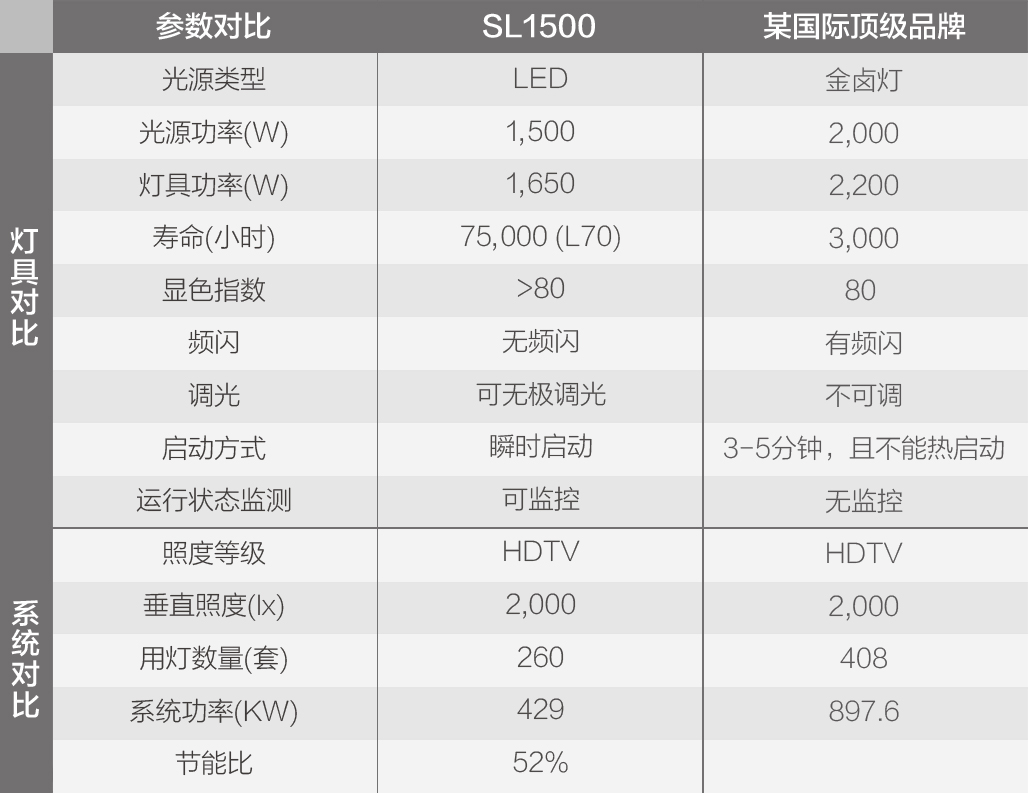 参数对比 SL1500 某国际顶级品牌
灯具对比
光源类型 LED 金卤灯
光源功率(W) 1,500 2,000
灯具功率(W) 1,650 2,200
寿命(小时) 75,000 (L70) 3,000
显色指数 >80 80
频闪 无频闪 有频闪
调光 可无极调光 不可调
启动方式 瞬时启动 3-5分钟，且不能热启动
运行状态监测 可监控 无监控
系统对比
照度等级 HDTV HDTV
垂直照度(lx) 2,000 2,000
用灯数量(套) 260 408
系统功率(KW) 429 897.6
节能比 52%